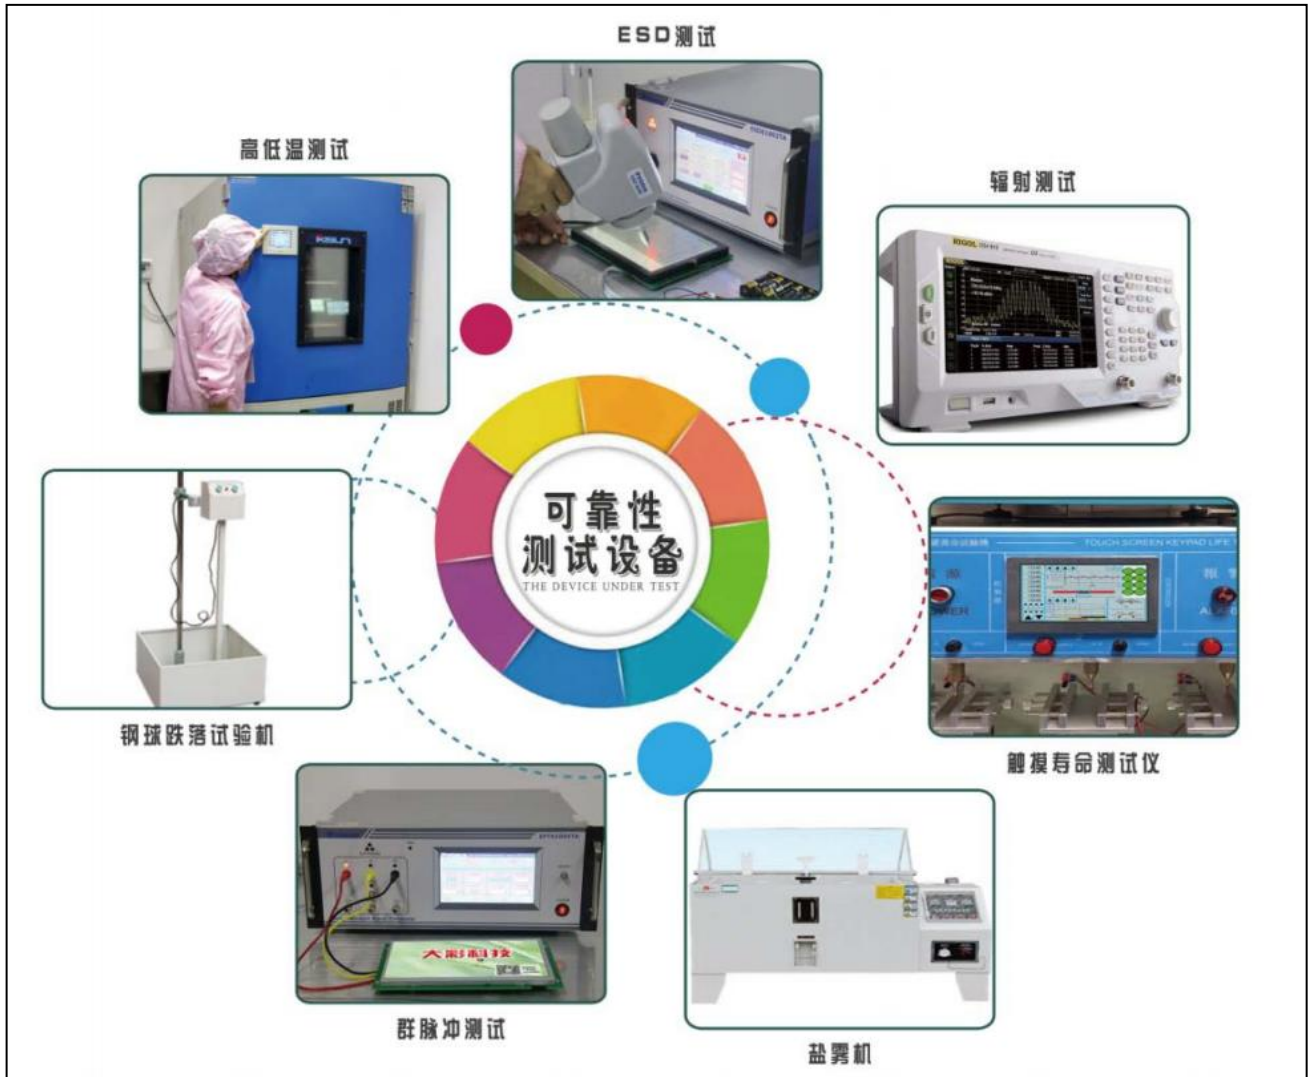 ESD测试
高低温测试
辐射测试
RIGOL
可靠性
测试设备
THE DEVICE UNDER TEST
TOUCH SCREEN KEYPAD LIFE
钢球跌落试验机
触摸寿命测试仪
大彩科技
群脉冲测试
盐雾机